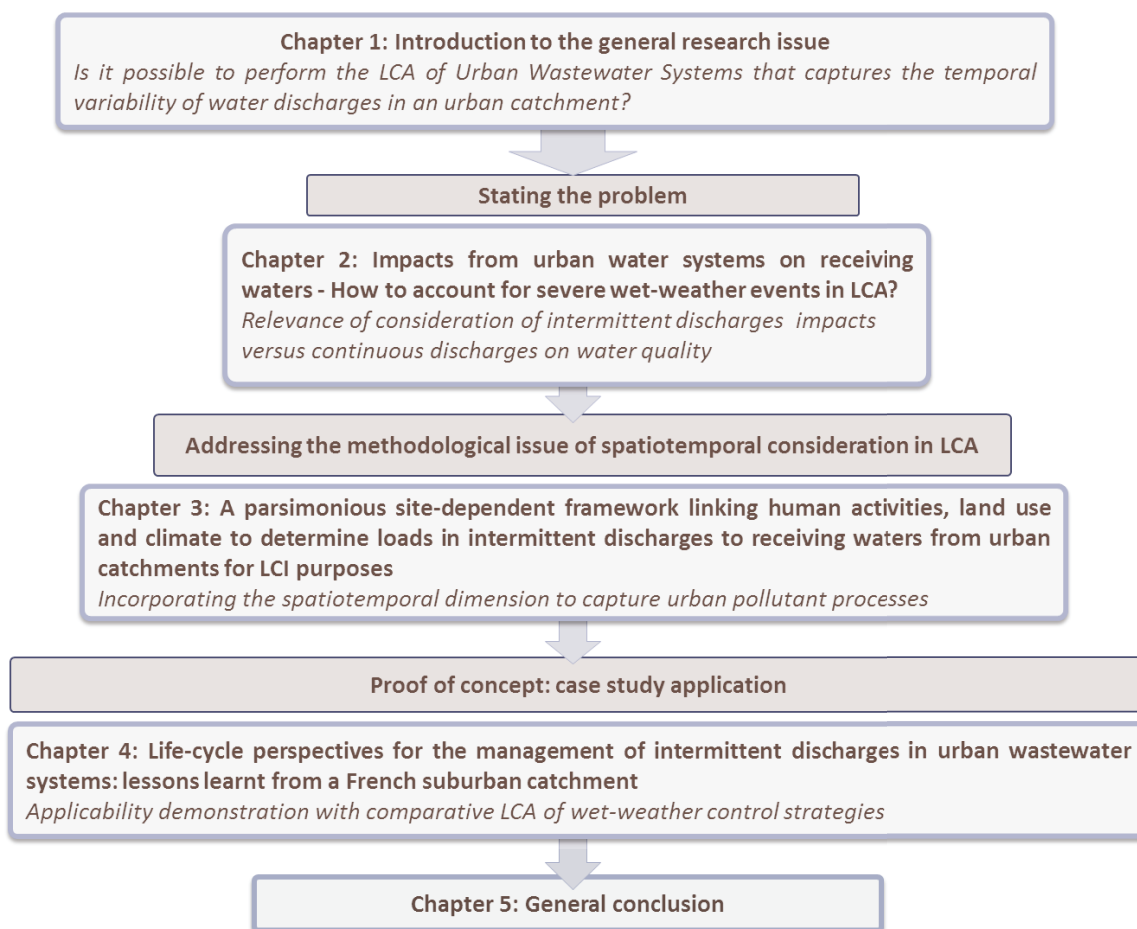 Chapter 1: Introduction to the general research issue
Is it possible to perform the LCA of Urban Wastewater Systems that captures the temporal
variability of water discharges in an urban catchment?
Stating the problem
Chapter 2: Impacts from urban water systems on receiving
waters - How to account for severe wet-weather events in LCA?
Relevance of consideration of intermittent discharges impacts
versus continuous discharges on water quality
Addressing the methodological issue of spatiotemporal consideration in LCA
Chapter 3: A parsimonious site-dependent framework linking human activities, land use
and climate to determine loads in intermittent discharges to receiving waters from urban
catchments for LCI purposes
Incorporating the spatiotemporal dimension to capture urban pollutant processes
Proof of concept: case study application
Chapter 4: Life-cycle perspectives for the management of intermittent discharges in urban wastewater
systems: lessons learnt from a French suburban catchment
Applicability demonstration with comparative LCA of wet-weather control strategies
Chapter 5: General conclusion